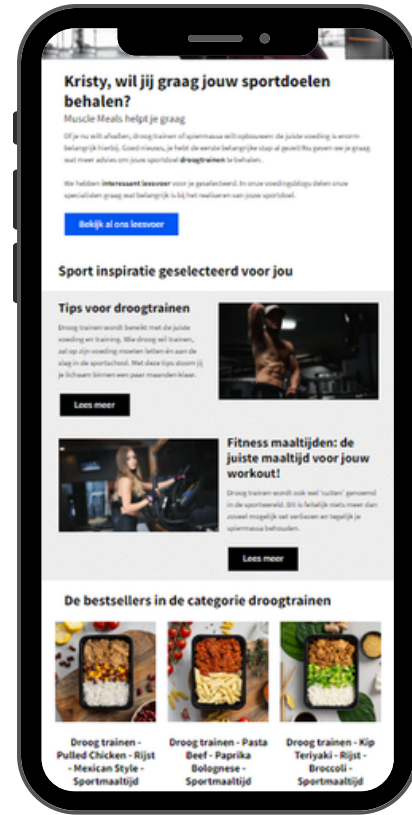 Kristy, wil jij graag jouw sportdoelen
behalen?
Muscle Meals helpt je graag
Of je nu wilt afvallen, droog trainen of spiermassa wilt opbouwen: de juiste voeding is enorm
belangrijk hierbij. Goed nieuws, je hebt de eerste belangrijke stap al gezet! Nu geven we je graag
wat meer advies om jouw sportdoel droogtrainen te behalen.
We hebben interessant leesvoer voor je geselecteerd. In onze voedingsblogs delen onze
specialisten graag wat belangrijk is bij het realiseren van jouw sportdoel.
Bekijk al ons leesvoer
Sport inspiratie geselecteerd voor jou
Tips voor droogtrainen
Droog trainen wordt bereikt met de juiste
voeding en training. Wie droog wil trainen,
zal op zijn voeding moeten letten én aan de
slag in de sportschool. Met deze tips stoom jij
je lichaam binnen een paar maanden klaar.
Lees meer
Fitness maaltijden: de
juiste maaltijd voor jouw
workout!
Droog trainen wordt ook wel 'cutten' genoemd
in de sportwereld. Dit is feitelijk niets meer dan
zoveel mogelijk vet verliezen en tegelijk je
spiermassa behouden.
Lees meer
De bestsellers in de categorie droogtrainen
Droog trainen -
Pulled Chicken - Rijst
- Mexican Style -
Sportmaaltijd
Droog trainen - Pasta
Beef - Paprika
Bolognese -
Sportmaaltijd
Droog trainen - Kip
Teriyaki - Rijst -
Broccoli -
Sportmaaltijd